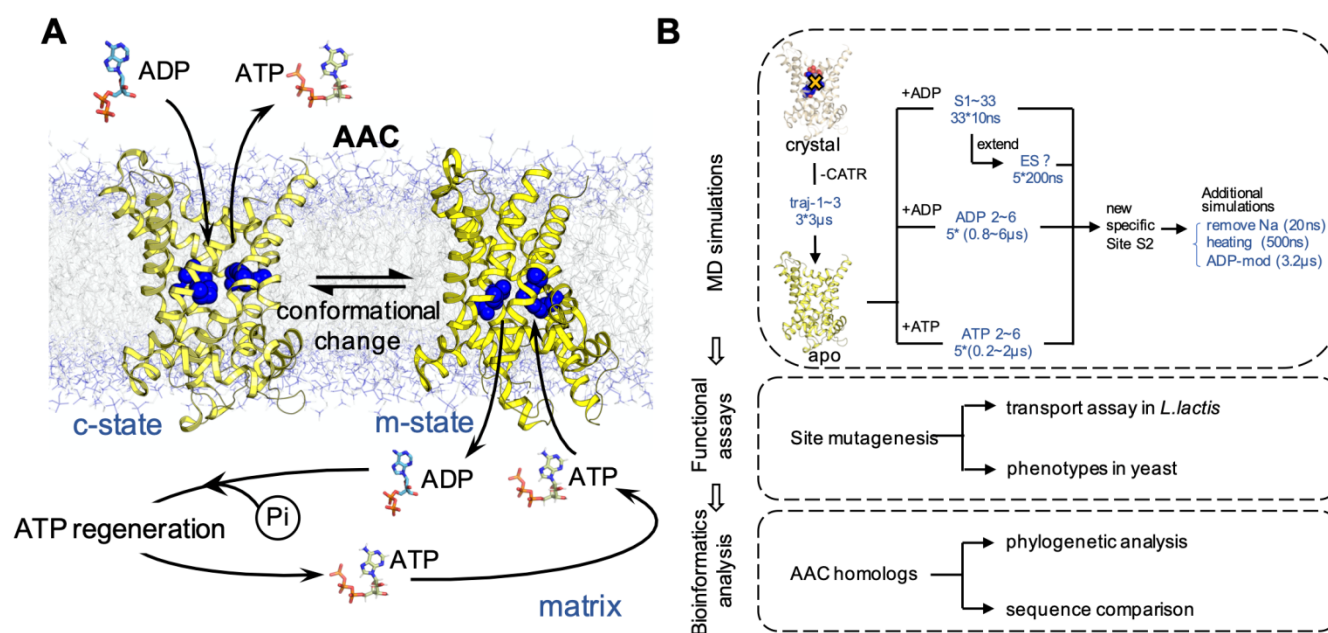 A
ADP
ATP
AAC
conformational
change
c-state
m-state
ADP
ATP
Pi
ATP regeneration
ATP
matrix
B
MD simulations
Functional
assays
Bioinformatics
analysis
crystal
-CATR
traj-1~3
3*3μs
apo
+ADP
S1~33
33*10ns
extend
ES ?
5*200ns
+ADP
ADP 2~6
5* (0.8~6μs)
+ATP
ATP 2~6
5*(0.2~2μs)
new
specific
Site S2
Additional
simulations
remove Na (20ns)
heating (500ns)
ADP-mod (3.2μs)
Site mutagenesis
transport assay in L.lactis
phenotypes in yeast
AAC homologs
phylogenetic analysis
sequence comparison